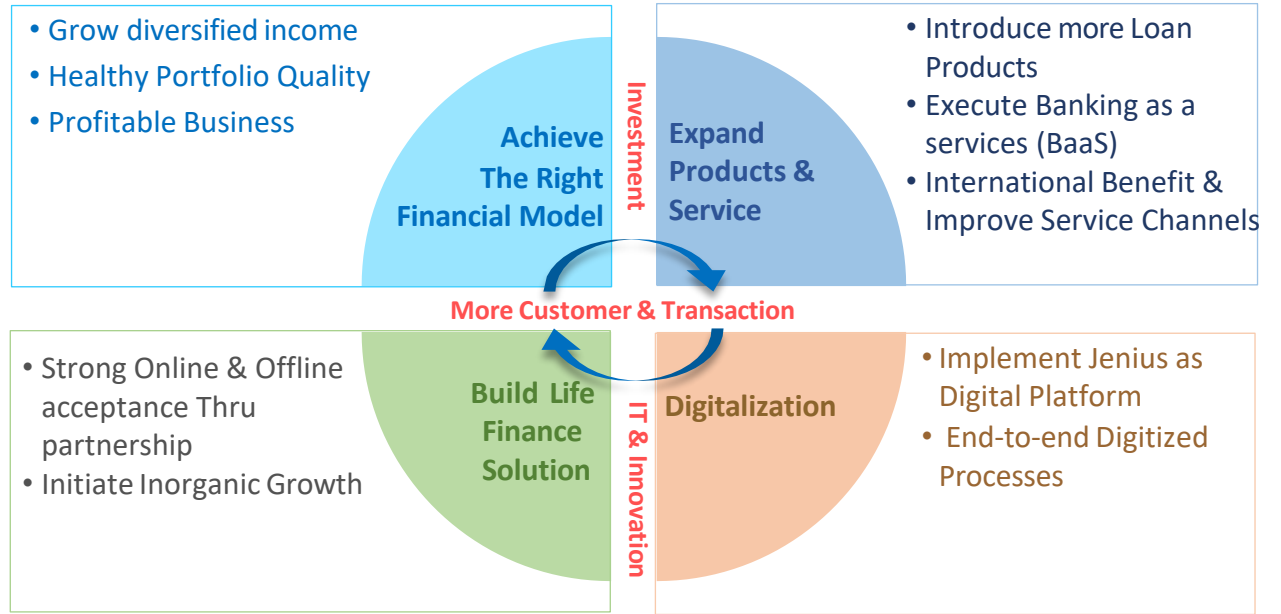 • Grow diversified income
• Healthy Portfolio Quality
• Profitable Business
Achieve
The Right
Financial Model
Investment
Expand
Products &
Service
• Introduce more Loan
Products
• Execute Banking as a
services (BaaS)
• International Benefit &
Improve Service Channels
More Customer & Transaction
• Strong Online & Offline
acceptance Thru
partnership
• Initiate Inorganic Growth
Build Life
Finance
Solution
IT & Innovation
Digitalization
• Implement Jenius as
Digital Platform
• End-to-end Digitized
Processes